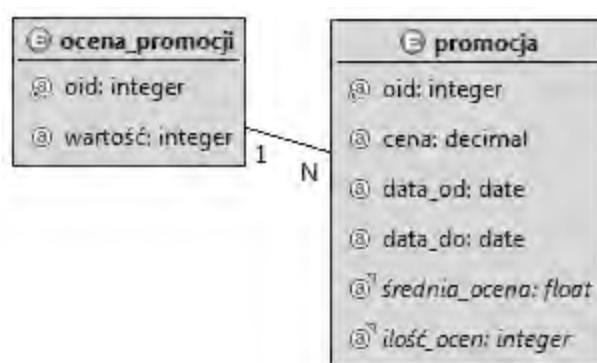 ocena_promocji
oid: integer
wartość: integer
1
N
promocja
oid: integer
cena: decimal
data_od: date
data_do: date
średnia_ocena: float
ilość_ocen: integer